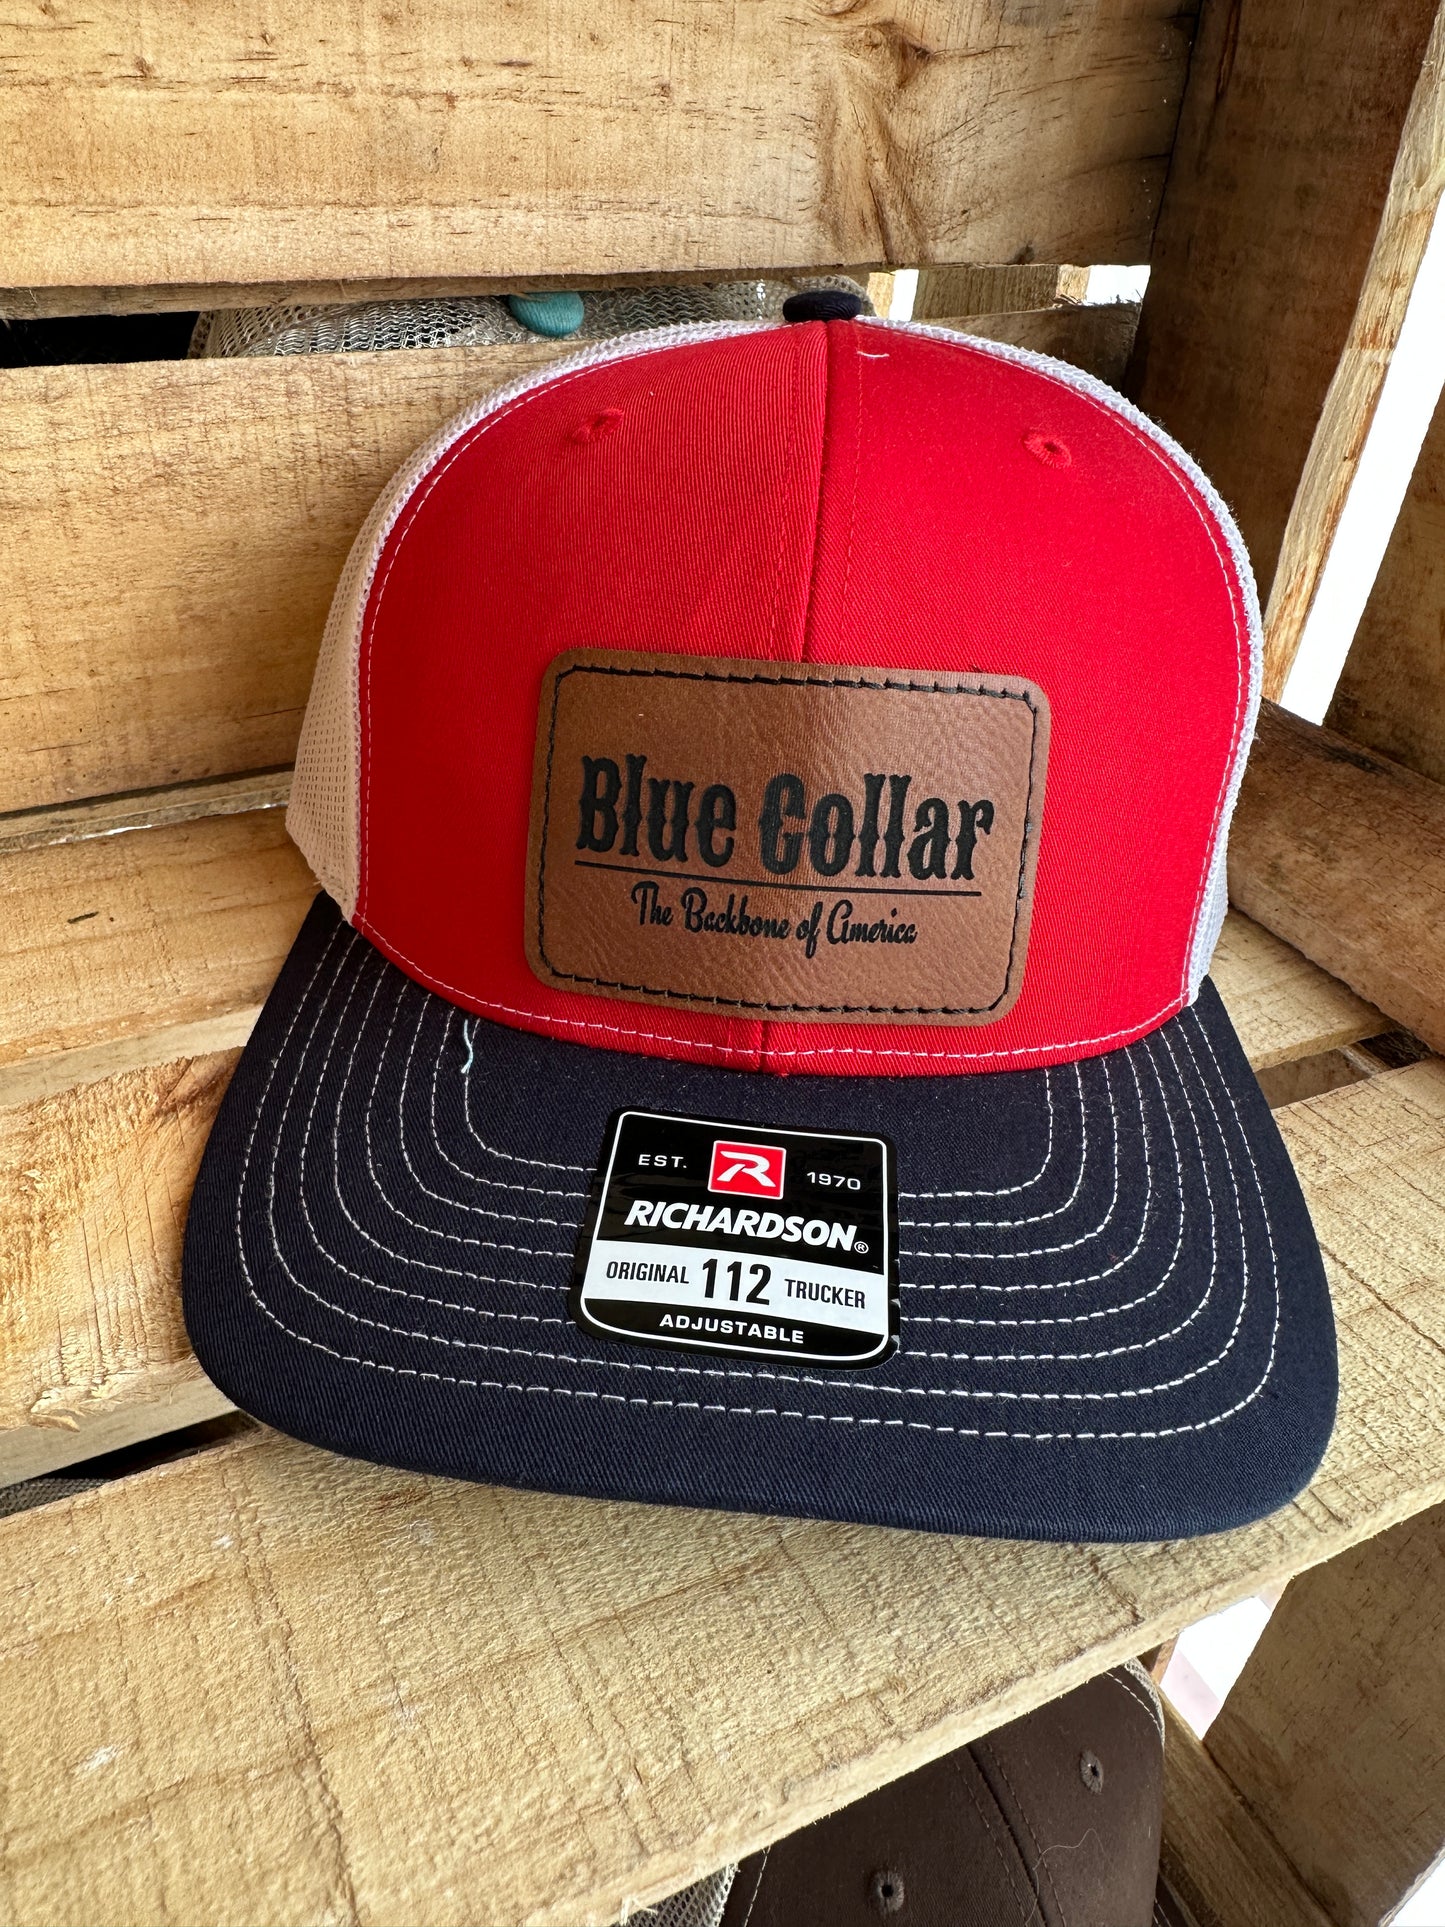 Blue Collar
The Backbone of America
EST. R 1970
RICHARDSON®
ORIGINAL 112 TRUCKER
ADJUSTABLE